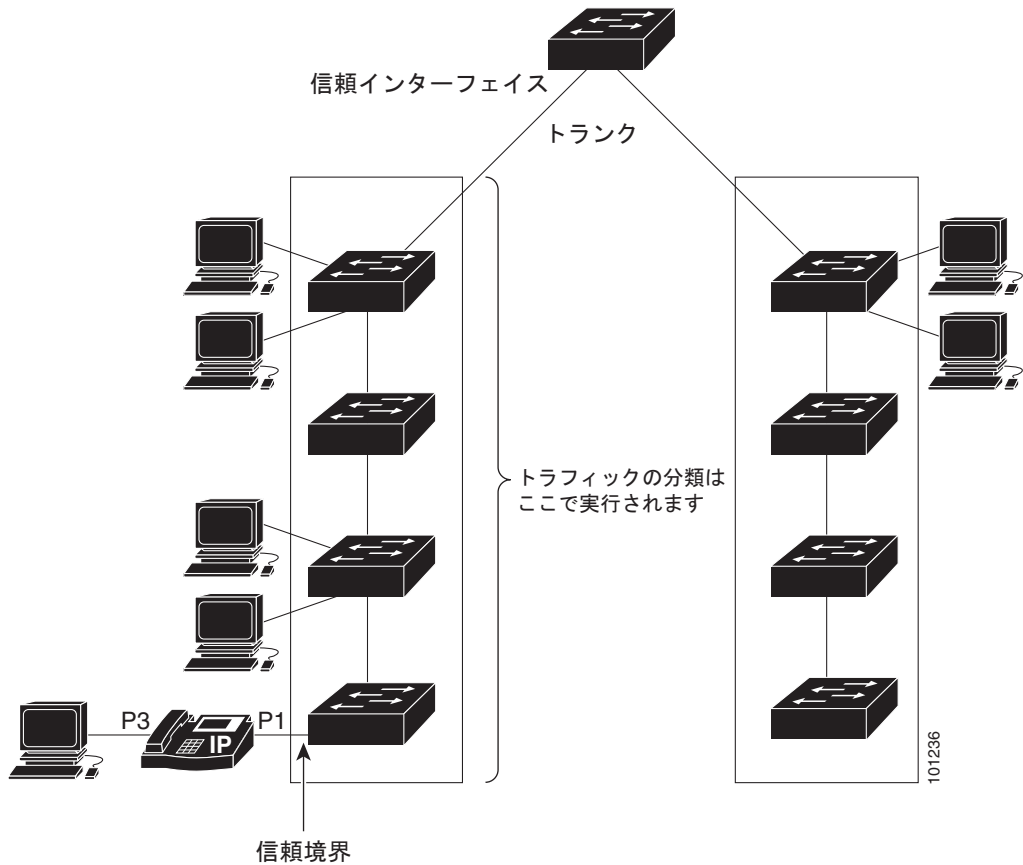 信頼インターフェイス
トランク
トラフィックの分類は
ここで実行されます
P3
IP
P1
101236
信頼境界